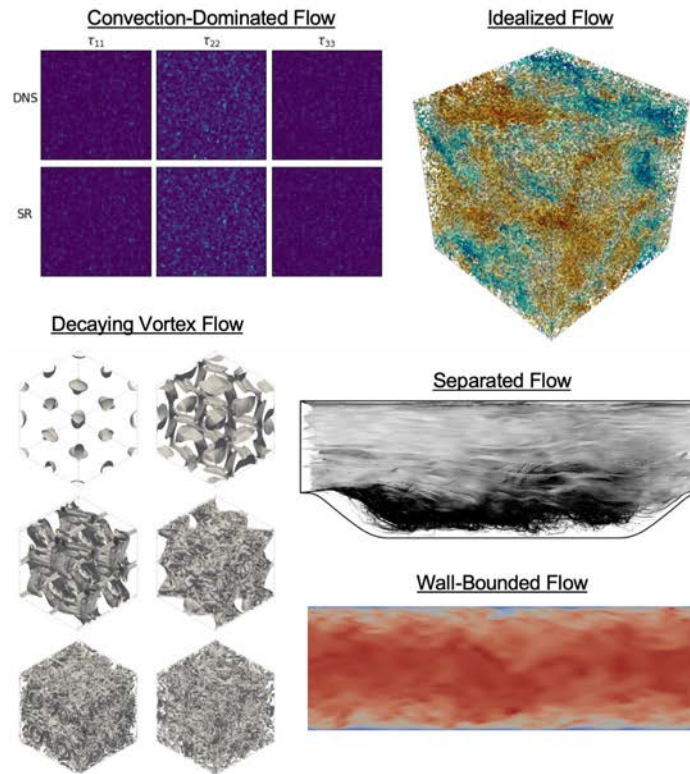 Convection-Dominated Flow
τ₁₁ τ₂₂ τ₃₃
DNS
SR
Idealized Flow
Decaying Vortex Flow
Separated Flow
Wall-Bounded Flow